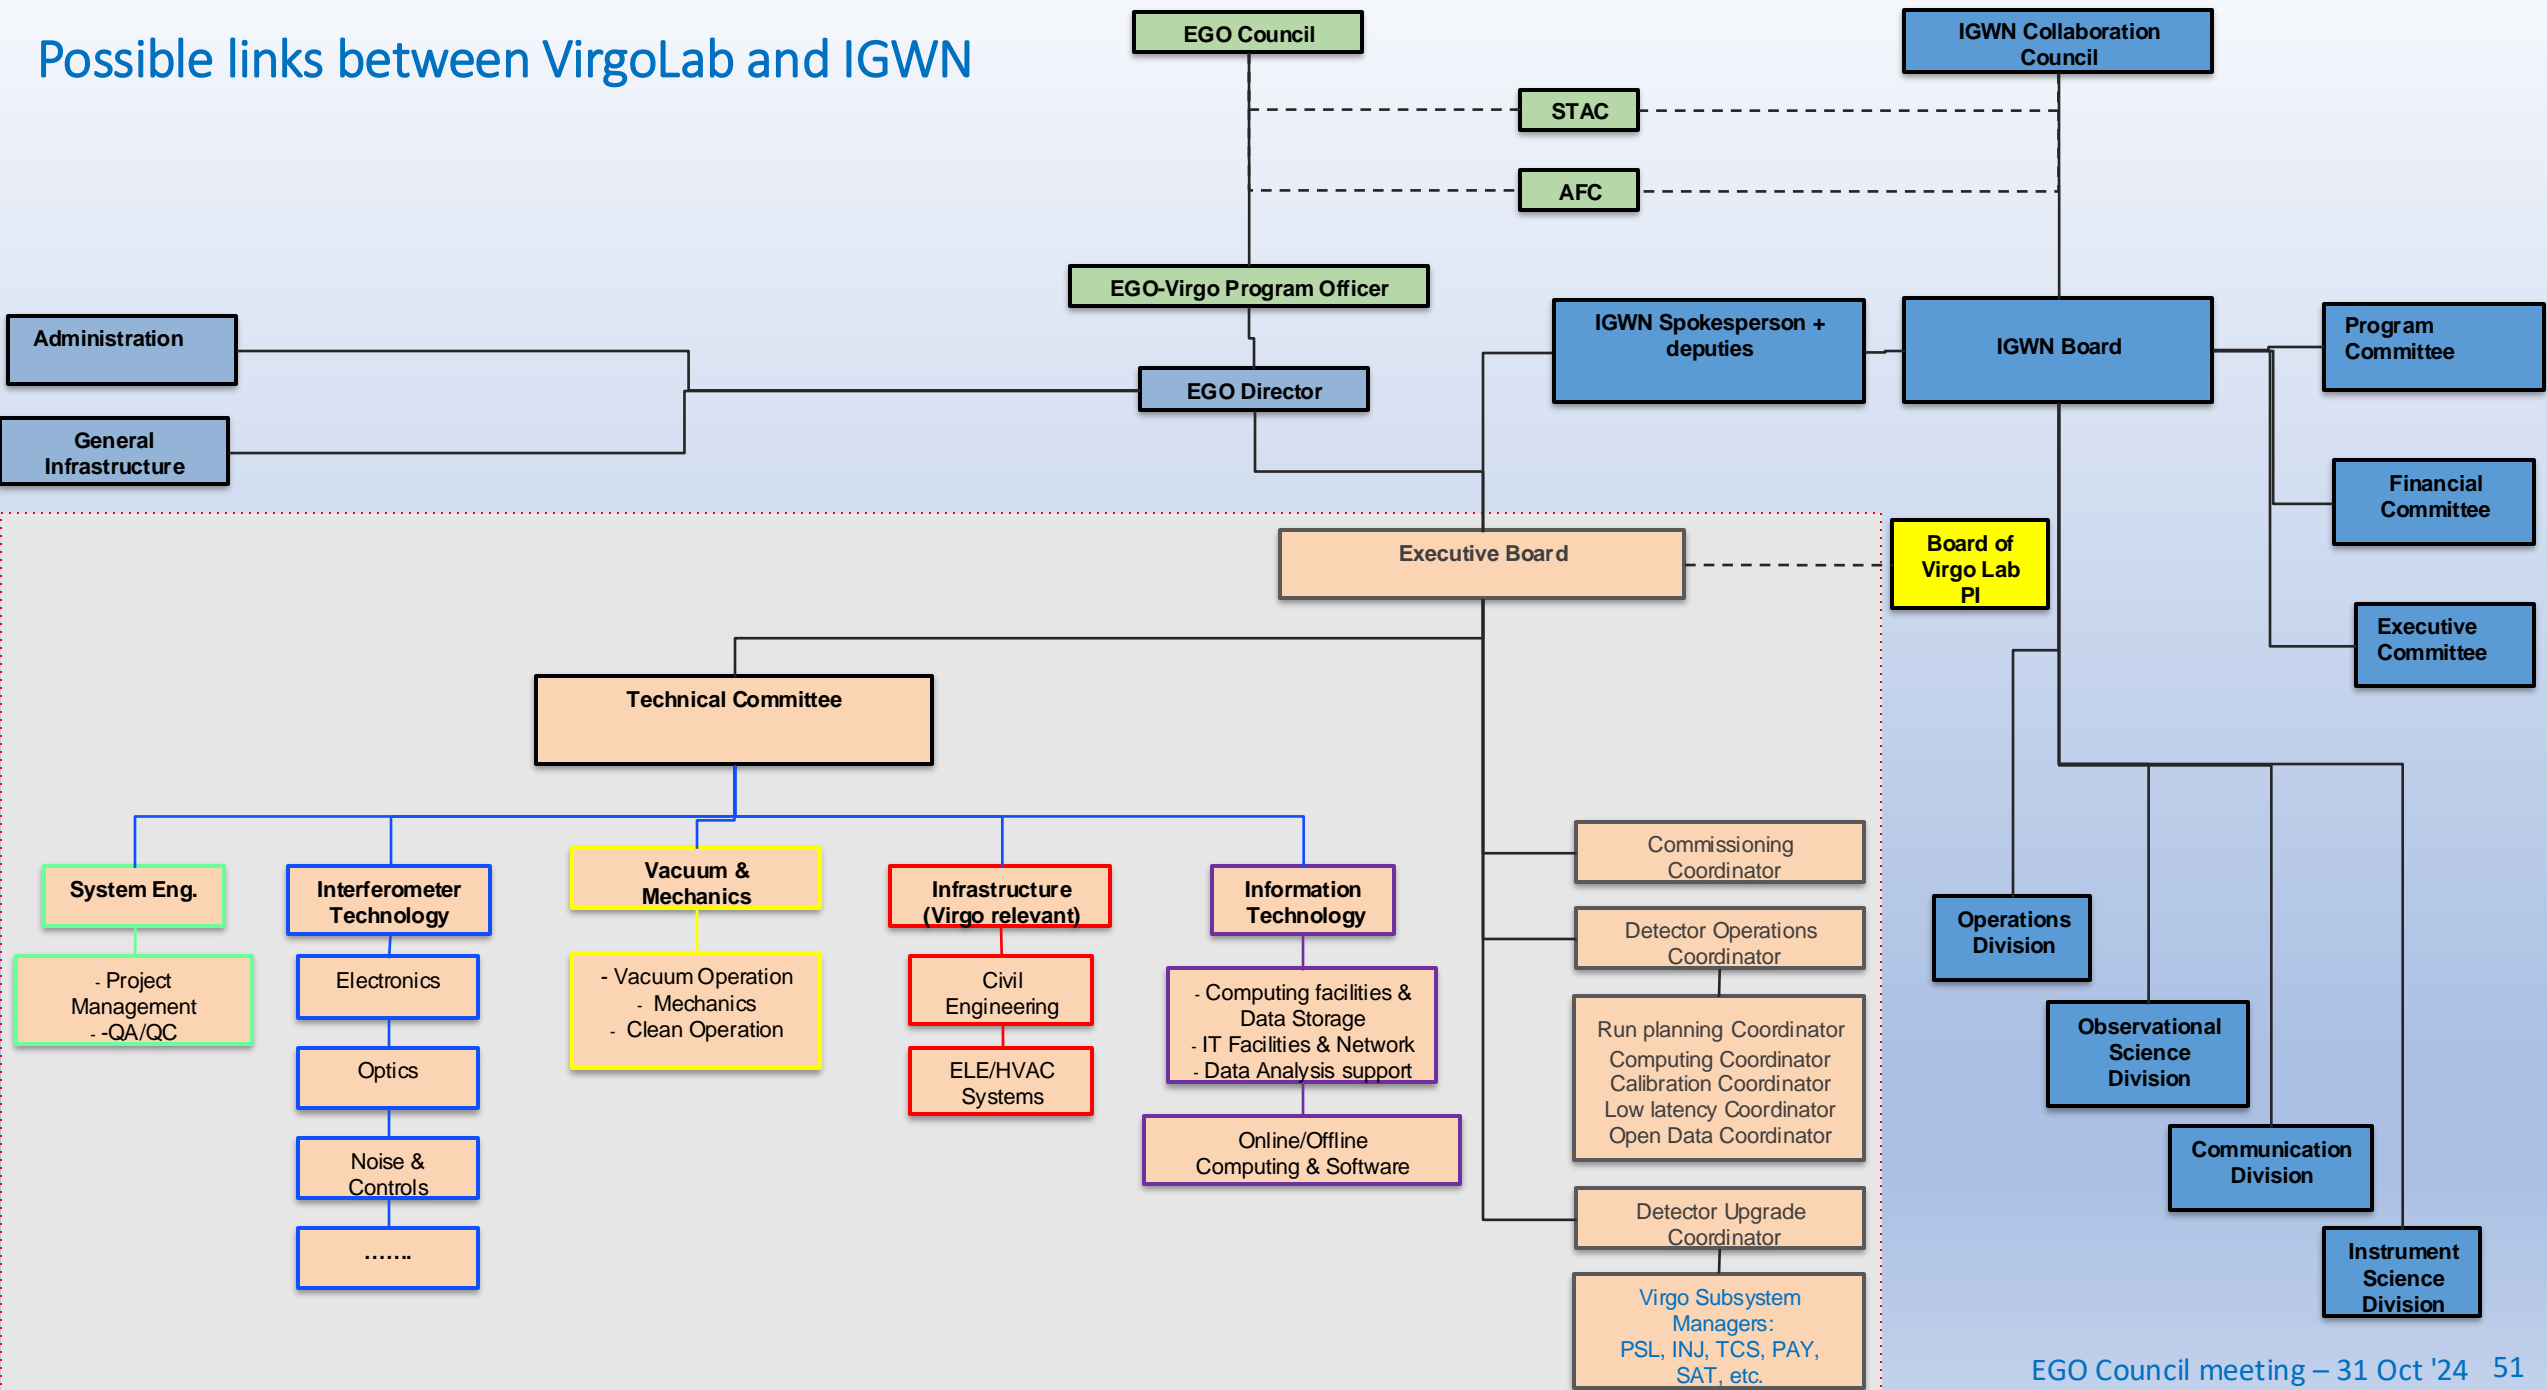 Possible links between VirgoLab and IGWN
EGO Council
IGWN Collaboration
Council
STAC
AFC
EGO-Virgo Program Officer
Administration
General
Infrastructure
EGO Director
IGWN Spokesperson +
deputies
IGWN Board
Program
Committee
Financial
Committee
Executive
Committee
Executive Board
Board of
Virgo Lab
PI
Technical Committee
System Eng.
- Project
Management
- -QA/QC
Interferometer
Technology
Electronics
Optics
Noise &
Controls
…….
Vacuum &
Mechanics
- Vacuum Operation
- Mechanics
- Clean Operation
Infrastructure
(Virgo relevant)
Civil
Engineering
ELE/HVAC
Systems
Information
Technology
- Computing facilities &
Data Storage
- IT Facilities & Network
- Data Analysis support
Online/Offline
Computing & Software
Commissioning
Coordinator
Detector Operations
Coordinator
Run planning Coordinator
Computing Coordinator
Calibration Coordinator
Low latency Coordinator
Open Data Coordinator
Detector Upgrade
Coordinator
Virgo Subsystem
Managers:
PSL, INJ, TCS, PAY,
SAT, etc.
Operations
Division
Observational
Science
Division
Communication
Division
Instrument
Science
Division
EGO Council meeting – 31 Oct '24 51